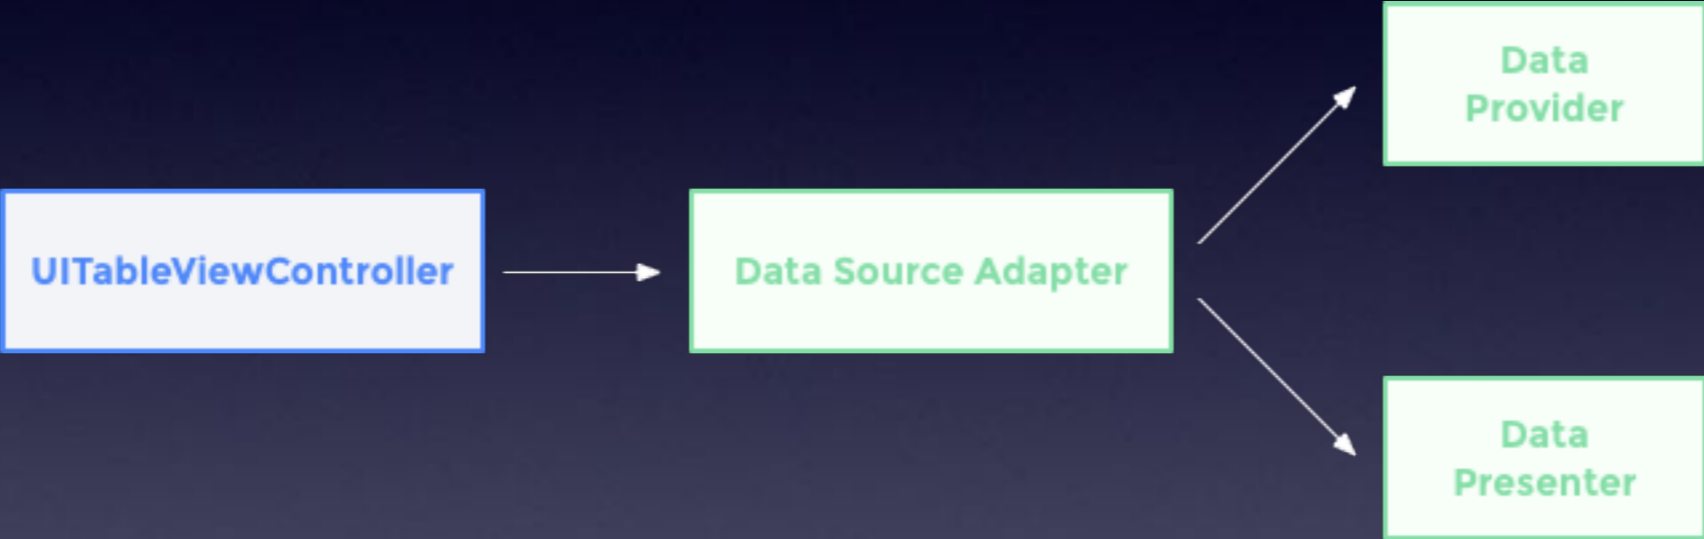 UITableViewController
Data Source Adapter
Data
Provider
Data
Presenter